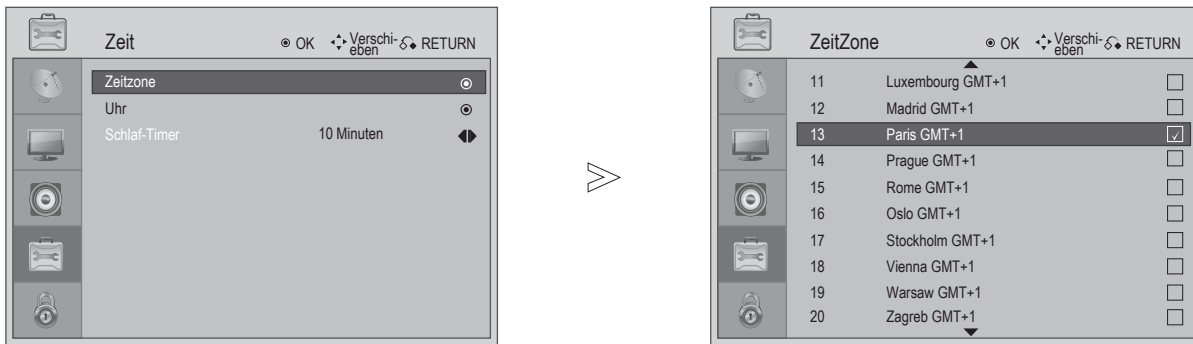 Zeit OK Verschi-eben RETURN
Zeitzone
Uhr
Schlaf-Timer 10 Minuten
ZeitZone OK Verschi-eben RETURN
11 Luxembourg GMT+1
12 Madrid GMT+1
13 Paris GMT+1
14 Prague GMT+1
15 Rome GMT+1
16 Oslo GMT+1
17 Stockholm GMT+1
18 Vienna GMT+1
19 Warsaw GMT+1
20 Zagreb GMT+1